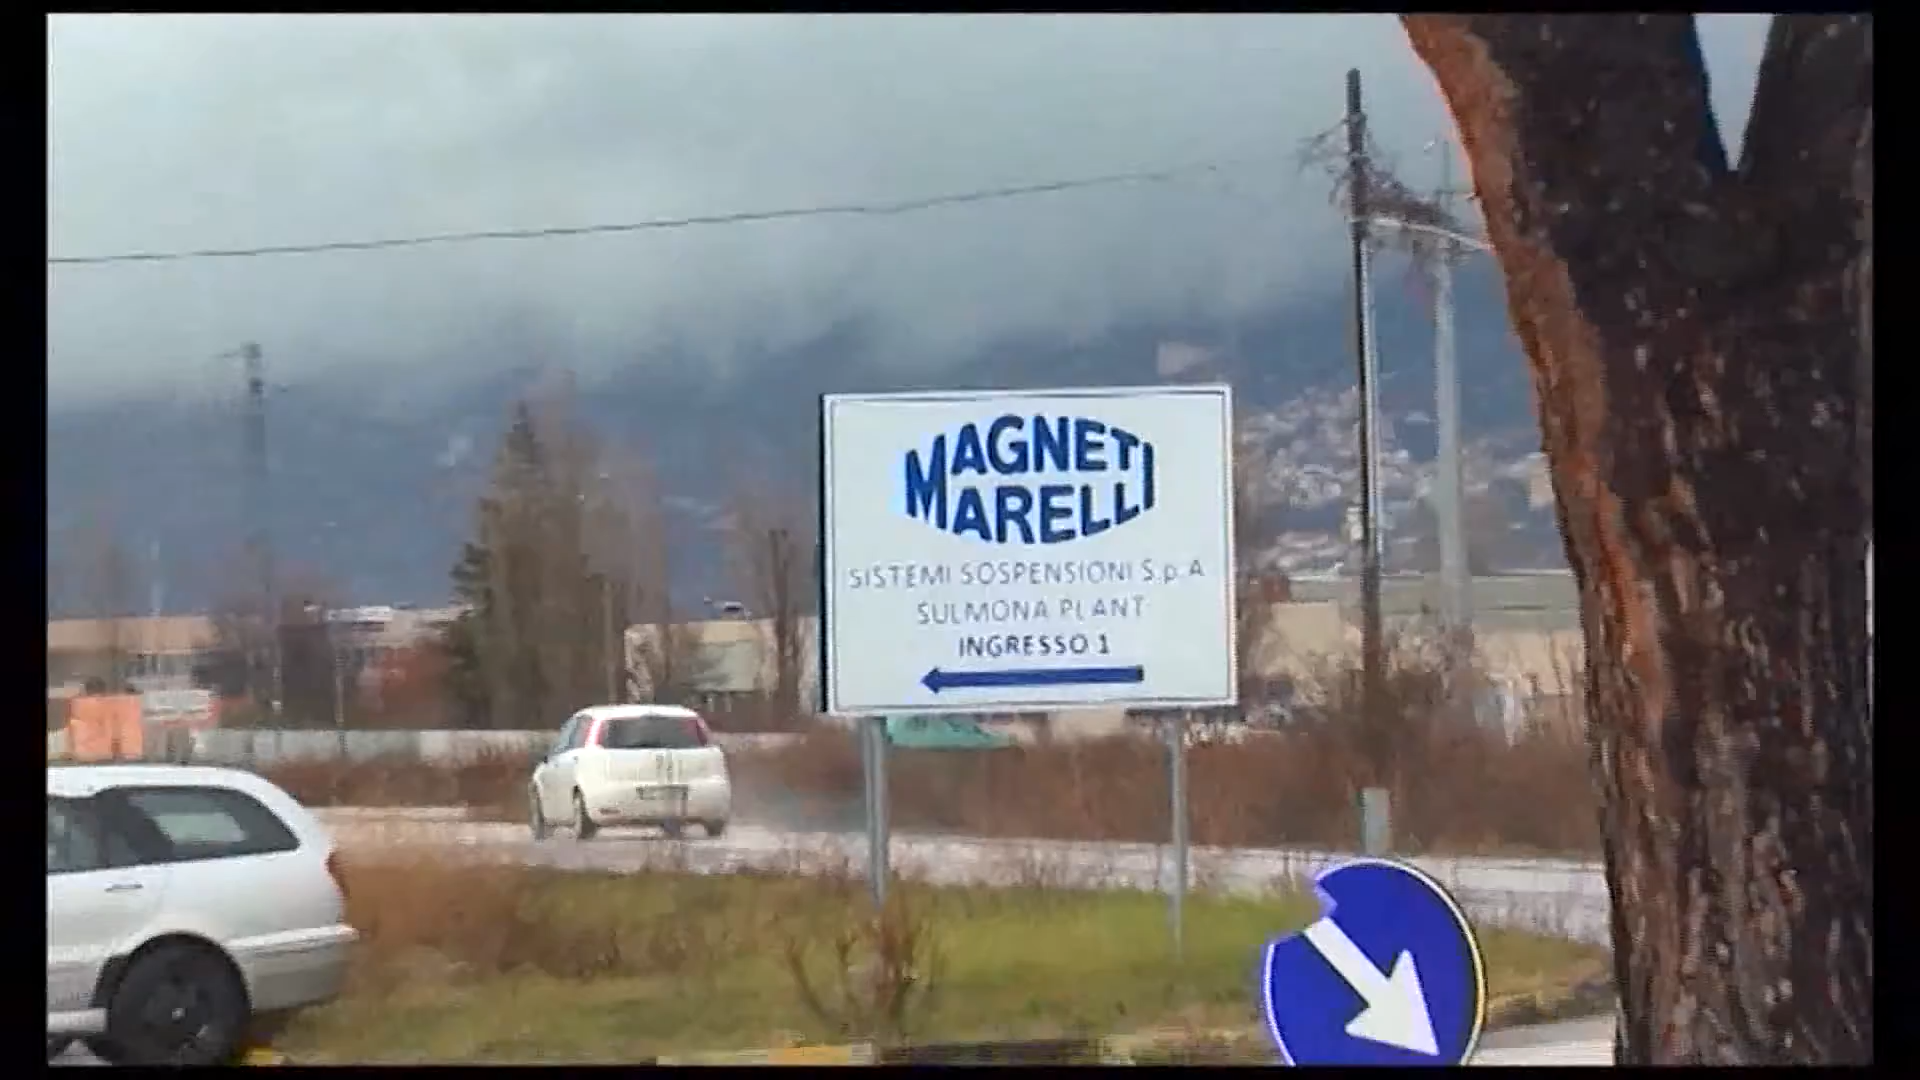 MAGNETI
MARELLI
SISTEMI SOSPENSIONI S.p.A
SULMONA PLANT
INGRESSO 1